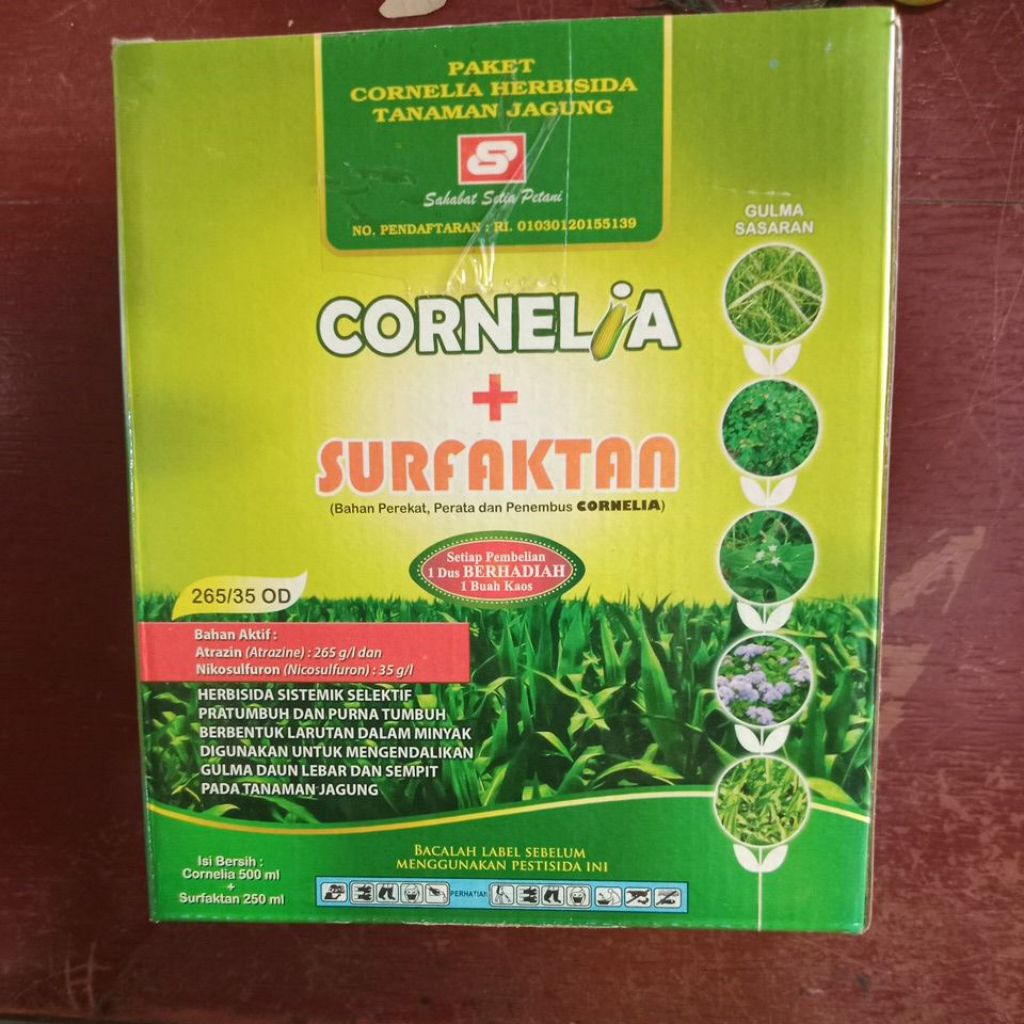 PAKET
CORNELIA HERBISIDA
TANAMAN JAGUNG
Sahabat Setia Petani
NO. PENDAFTARAN : RI. 01030120155139
GULMA
SASARAN
CORNELIA
+
SURFAKTAN
(Bahan Perekat, Perata dan Penembus CORNELIA)
Setiap Pembelian
1 Dus BERHADIAH
1 Buah Kaos
265/35 OD
Bahan Aktif :
Atrazin (Atrazine) : 265 g/l dan
Nikosulfuron (Nicosulfuron) : 35 g/l
HERBISIDA SISTEMIK SELEKTIF
PRATUMBUH DAN PURNA TUMBUH
BERBENTUK LARUTAN DALAM MINYAK
DIGUNAKAN UNTUK MENGENDALIKAN
GULMA DAUN LEBAR DAN SEMPIT
PADA TANAMAN JAGUNG
Isi Bersih :
Cornelia 500 ml
+
Surfaktan 250 ml
BACALAH LABEL SEBELUM
MENGGUNAKAN PESTISIDA INI
PERHATIAN